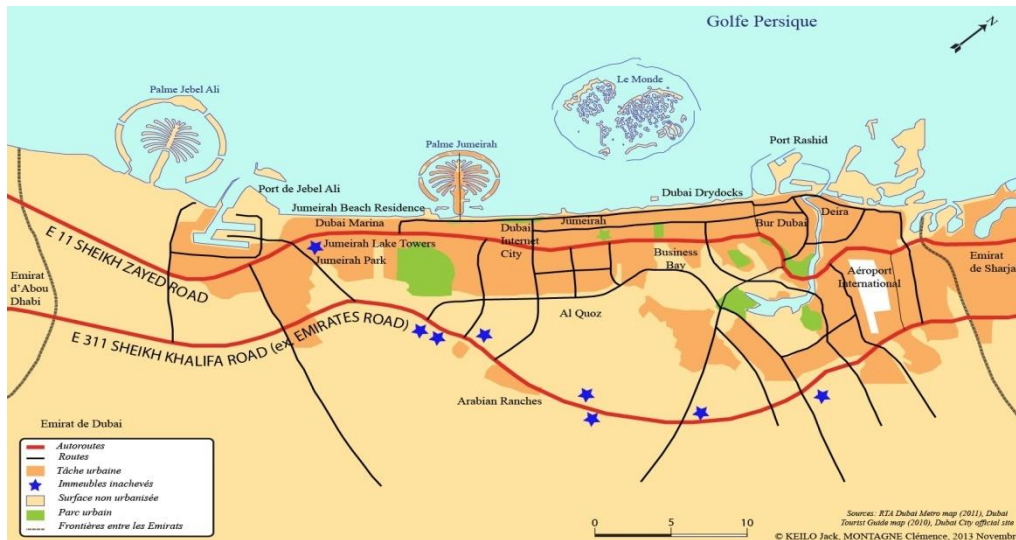 Golfe Persique
N
Palme Jebel Ali
Le Monde
Palme Jumeirah
Port Rashid
Port de Jebel Ali
Dubai Drydocks
Jumeirah Beach Residence
Dubai Marina
Jumeirah
Bur Dubai
Deira
Dubai
Internet
City
E 11 SHEIKH ZAYED ROAD
Jumeirah Lake Towers
Jumeirah Park
Business
Bay
Aéroport
International
Emirat
de Sharja
Emirat
d'Abou
Dhabi
E 311 SHEIKH KHALIFA ROAD (ex. EMIRATES ROAD)
Al Quoz
Arabian Ranches
Emirat de Dubai
Autoroutes
Routes
Tâche urbaine
Immeubles inachevés
Surface non urbanisée
Parc urbain
Frontières entre les Emirats
0 5 10
Sources: RTA Dubai Metro map (2011), Dubai
Tourist Guide map (2010), Dubai City official site
© KEILO Jack, MONTAGNE Clémence, 2013 Novembre